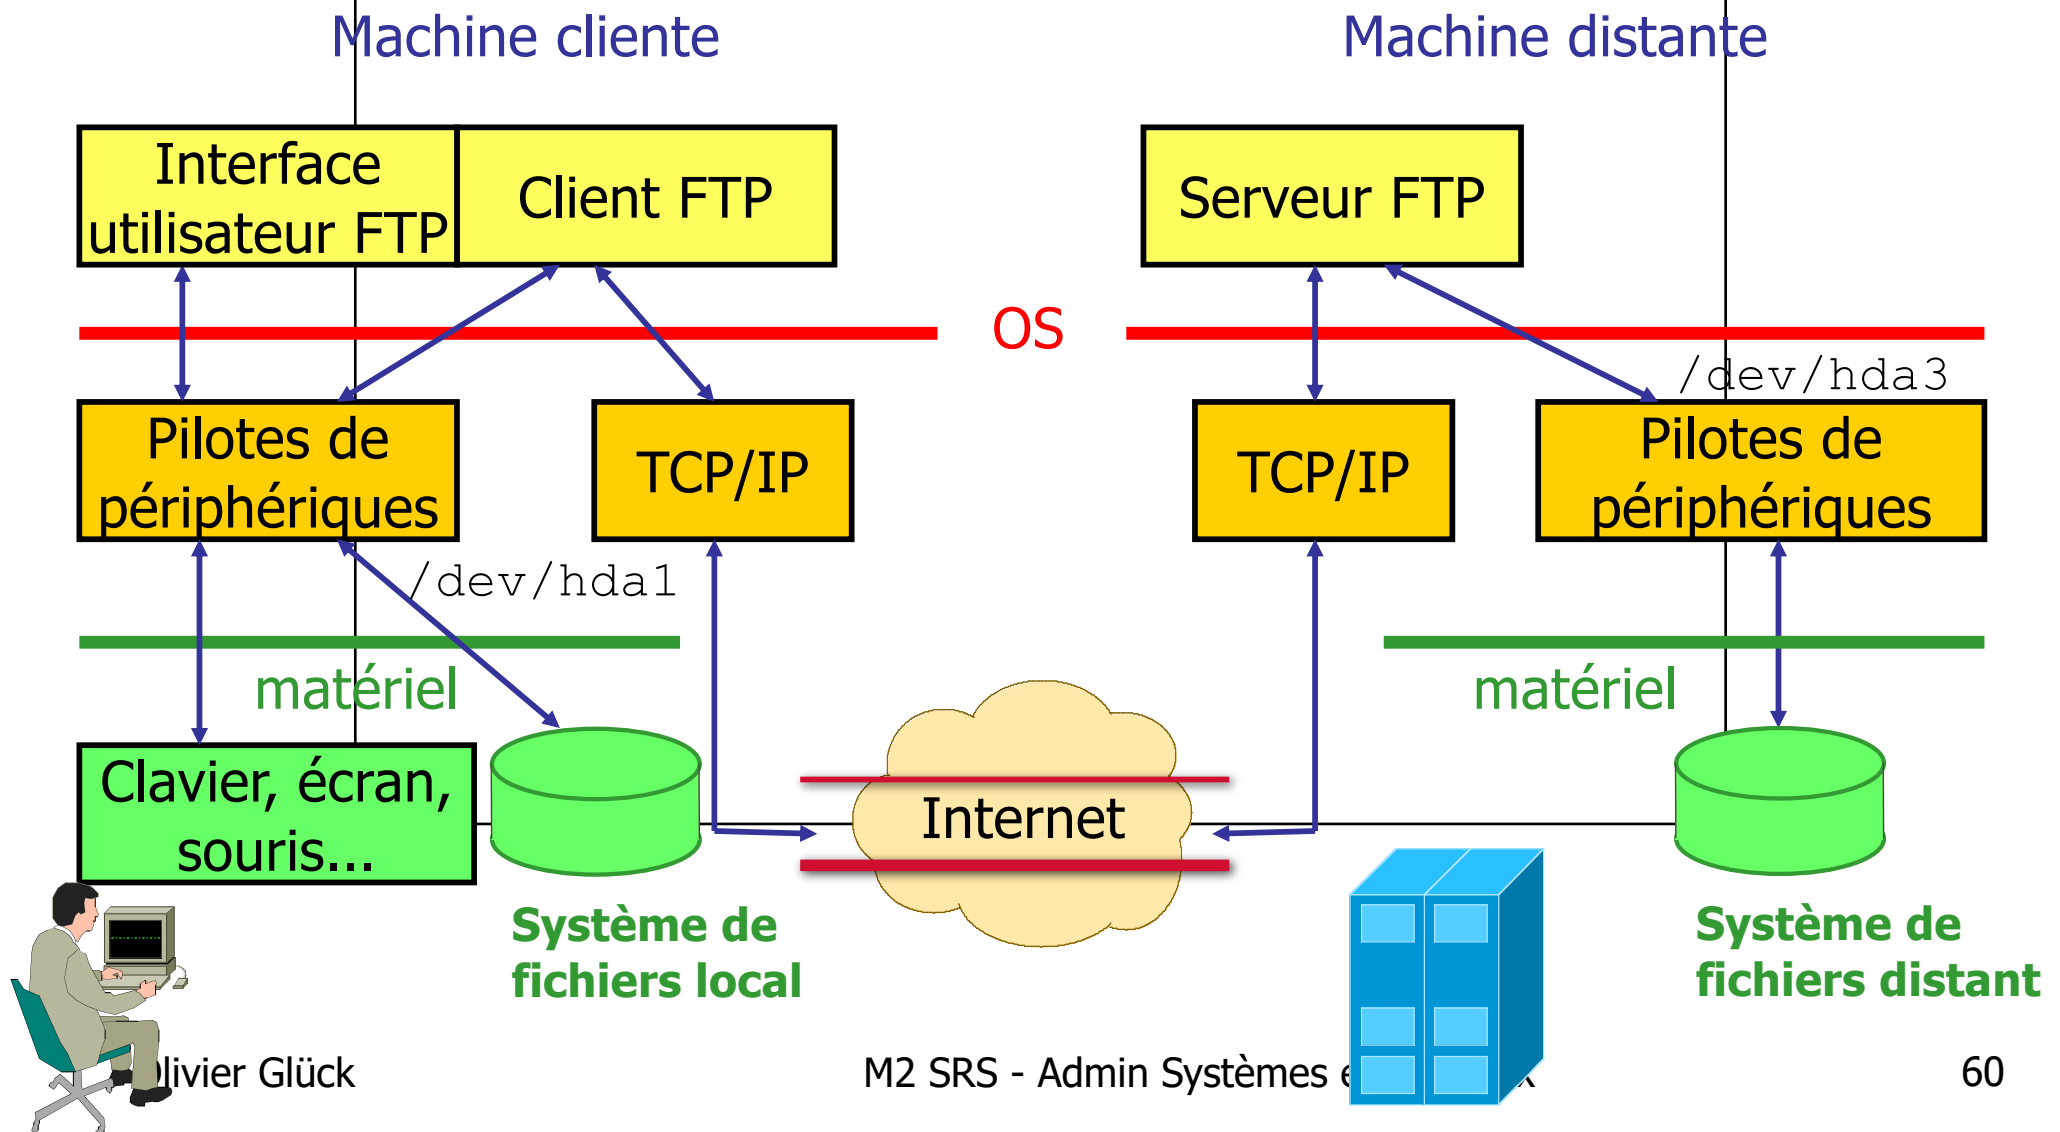 Machine cliente
Machine distante
Interface
utilisateur FTP
Client FTP
Serveur FTP
OS
/dev/hda3
Pilotes de
périphériques
TCP/IP
TCP/IP
Pilotes de
périphériques
/dev/hda1
matériel
matériel
Clavier, écran,
souris...
Internet
Système de
fichiers local
Système de
fichiers distant
Glück
M2 SRS - Admin Systèmes
60